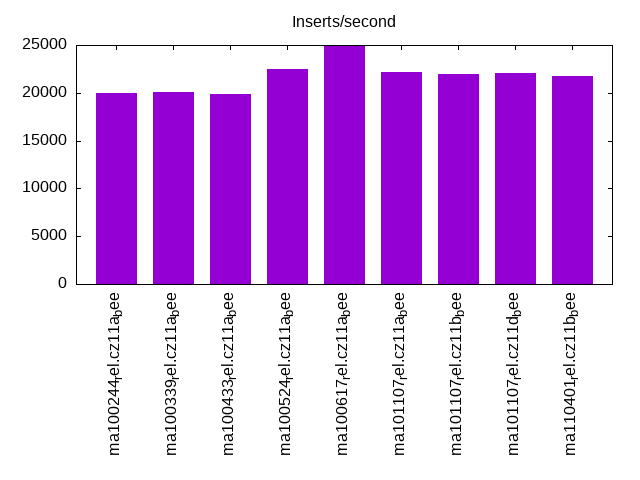 Inserts/second
25000
20000
15000
10000
5000
0
ma100244rel.cz11abee
ma100339rel.cz11abee
ma100433rel.cz11abee
ma100524rel.cz11abee
ma100617rel.cz11abee
ma101107rel.cz11abee
ma101107rel.cz11bbee
ma101107rel.cz11dbee
ma110401rel.cz11bbee